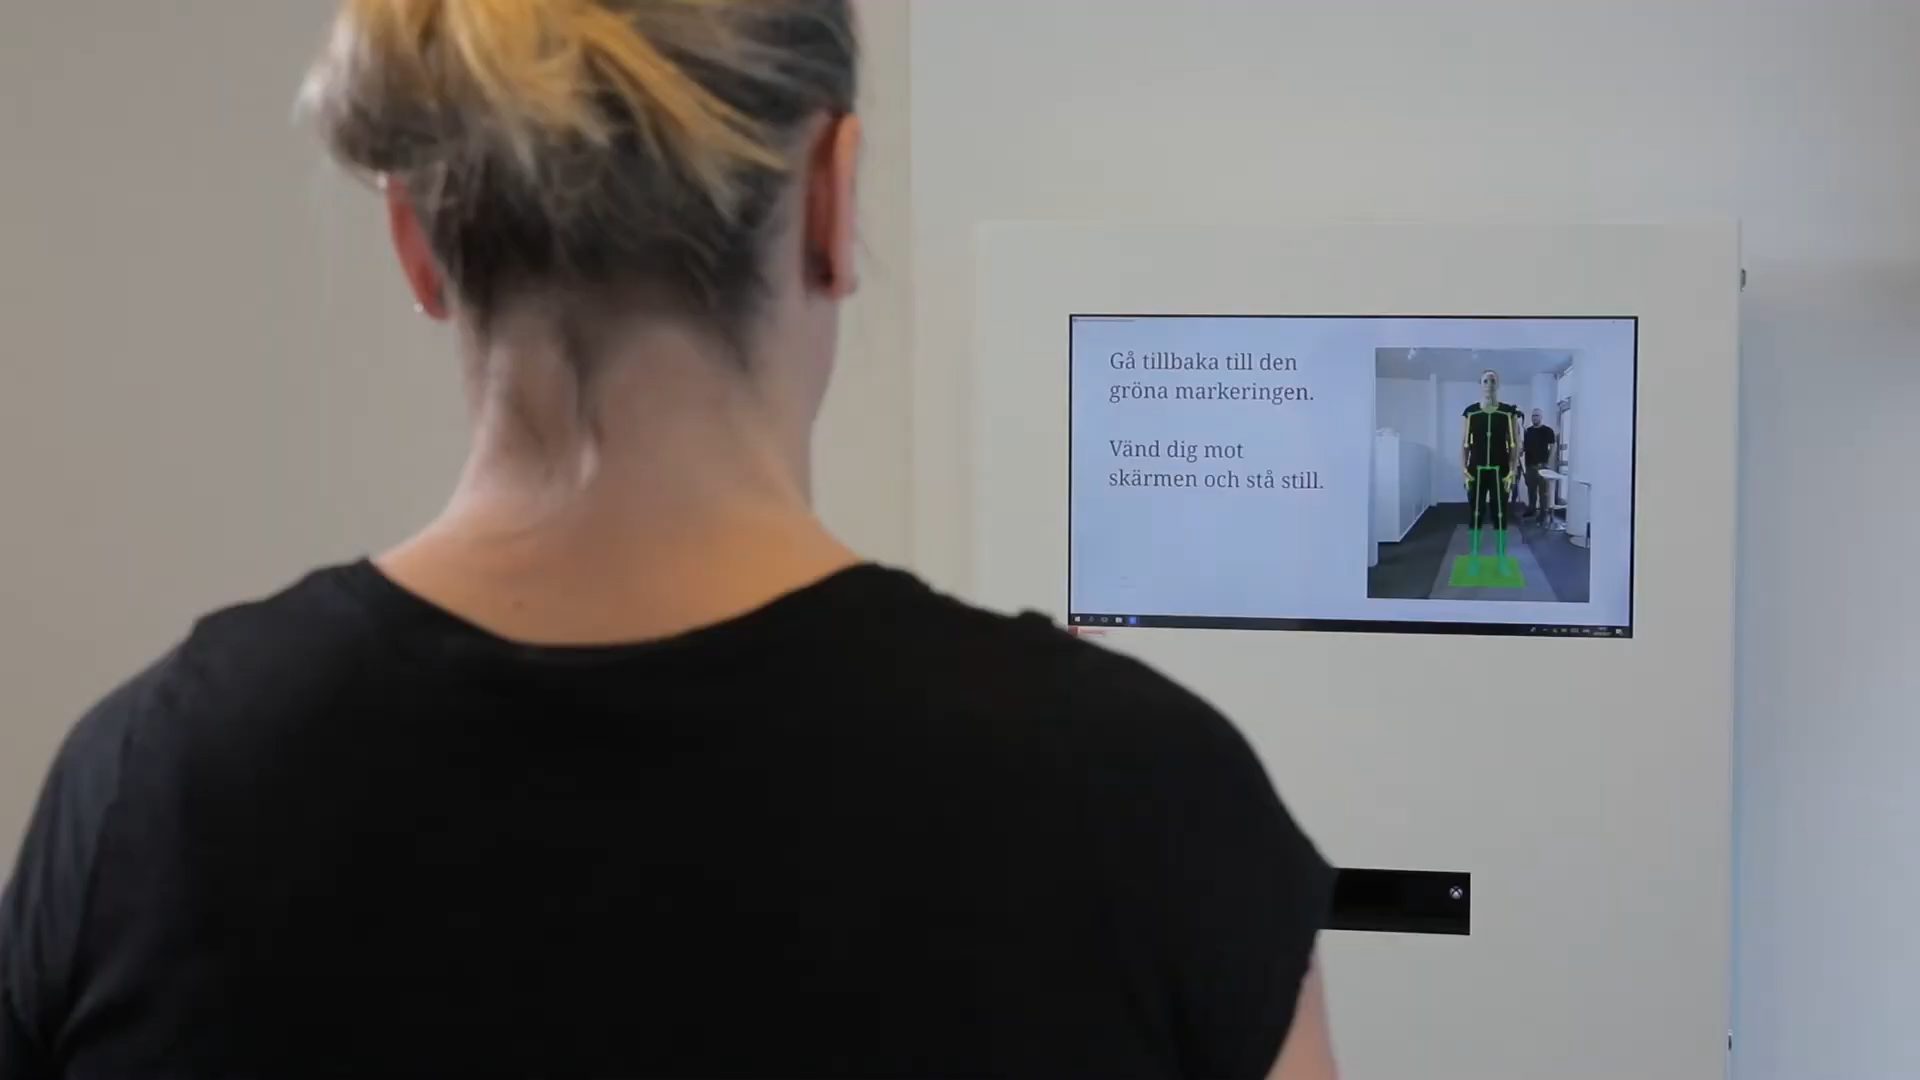 Gå tillbaka till den
gröna markeringen.
Vänd dig mot
skärmen och stå still.